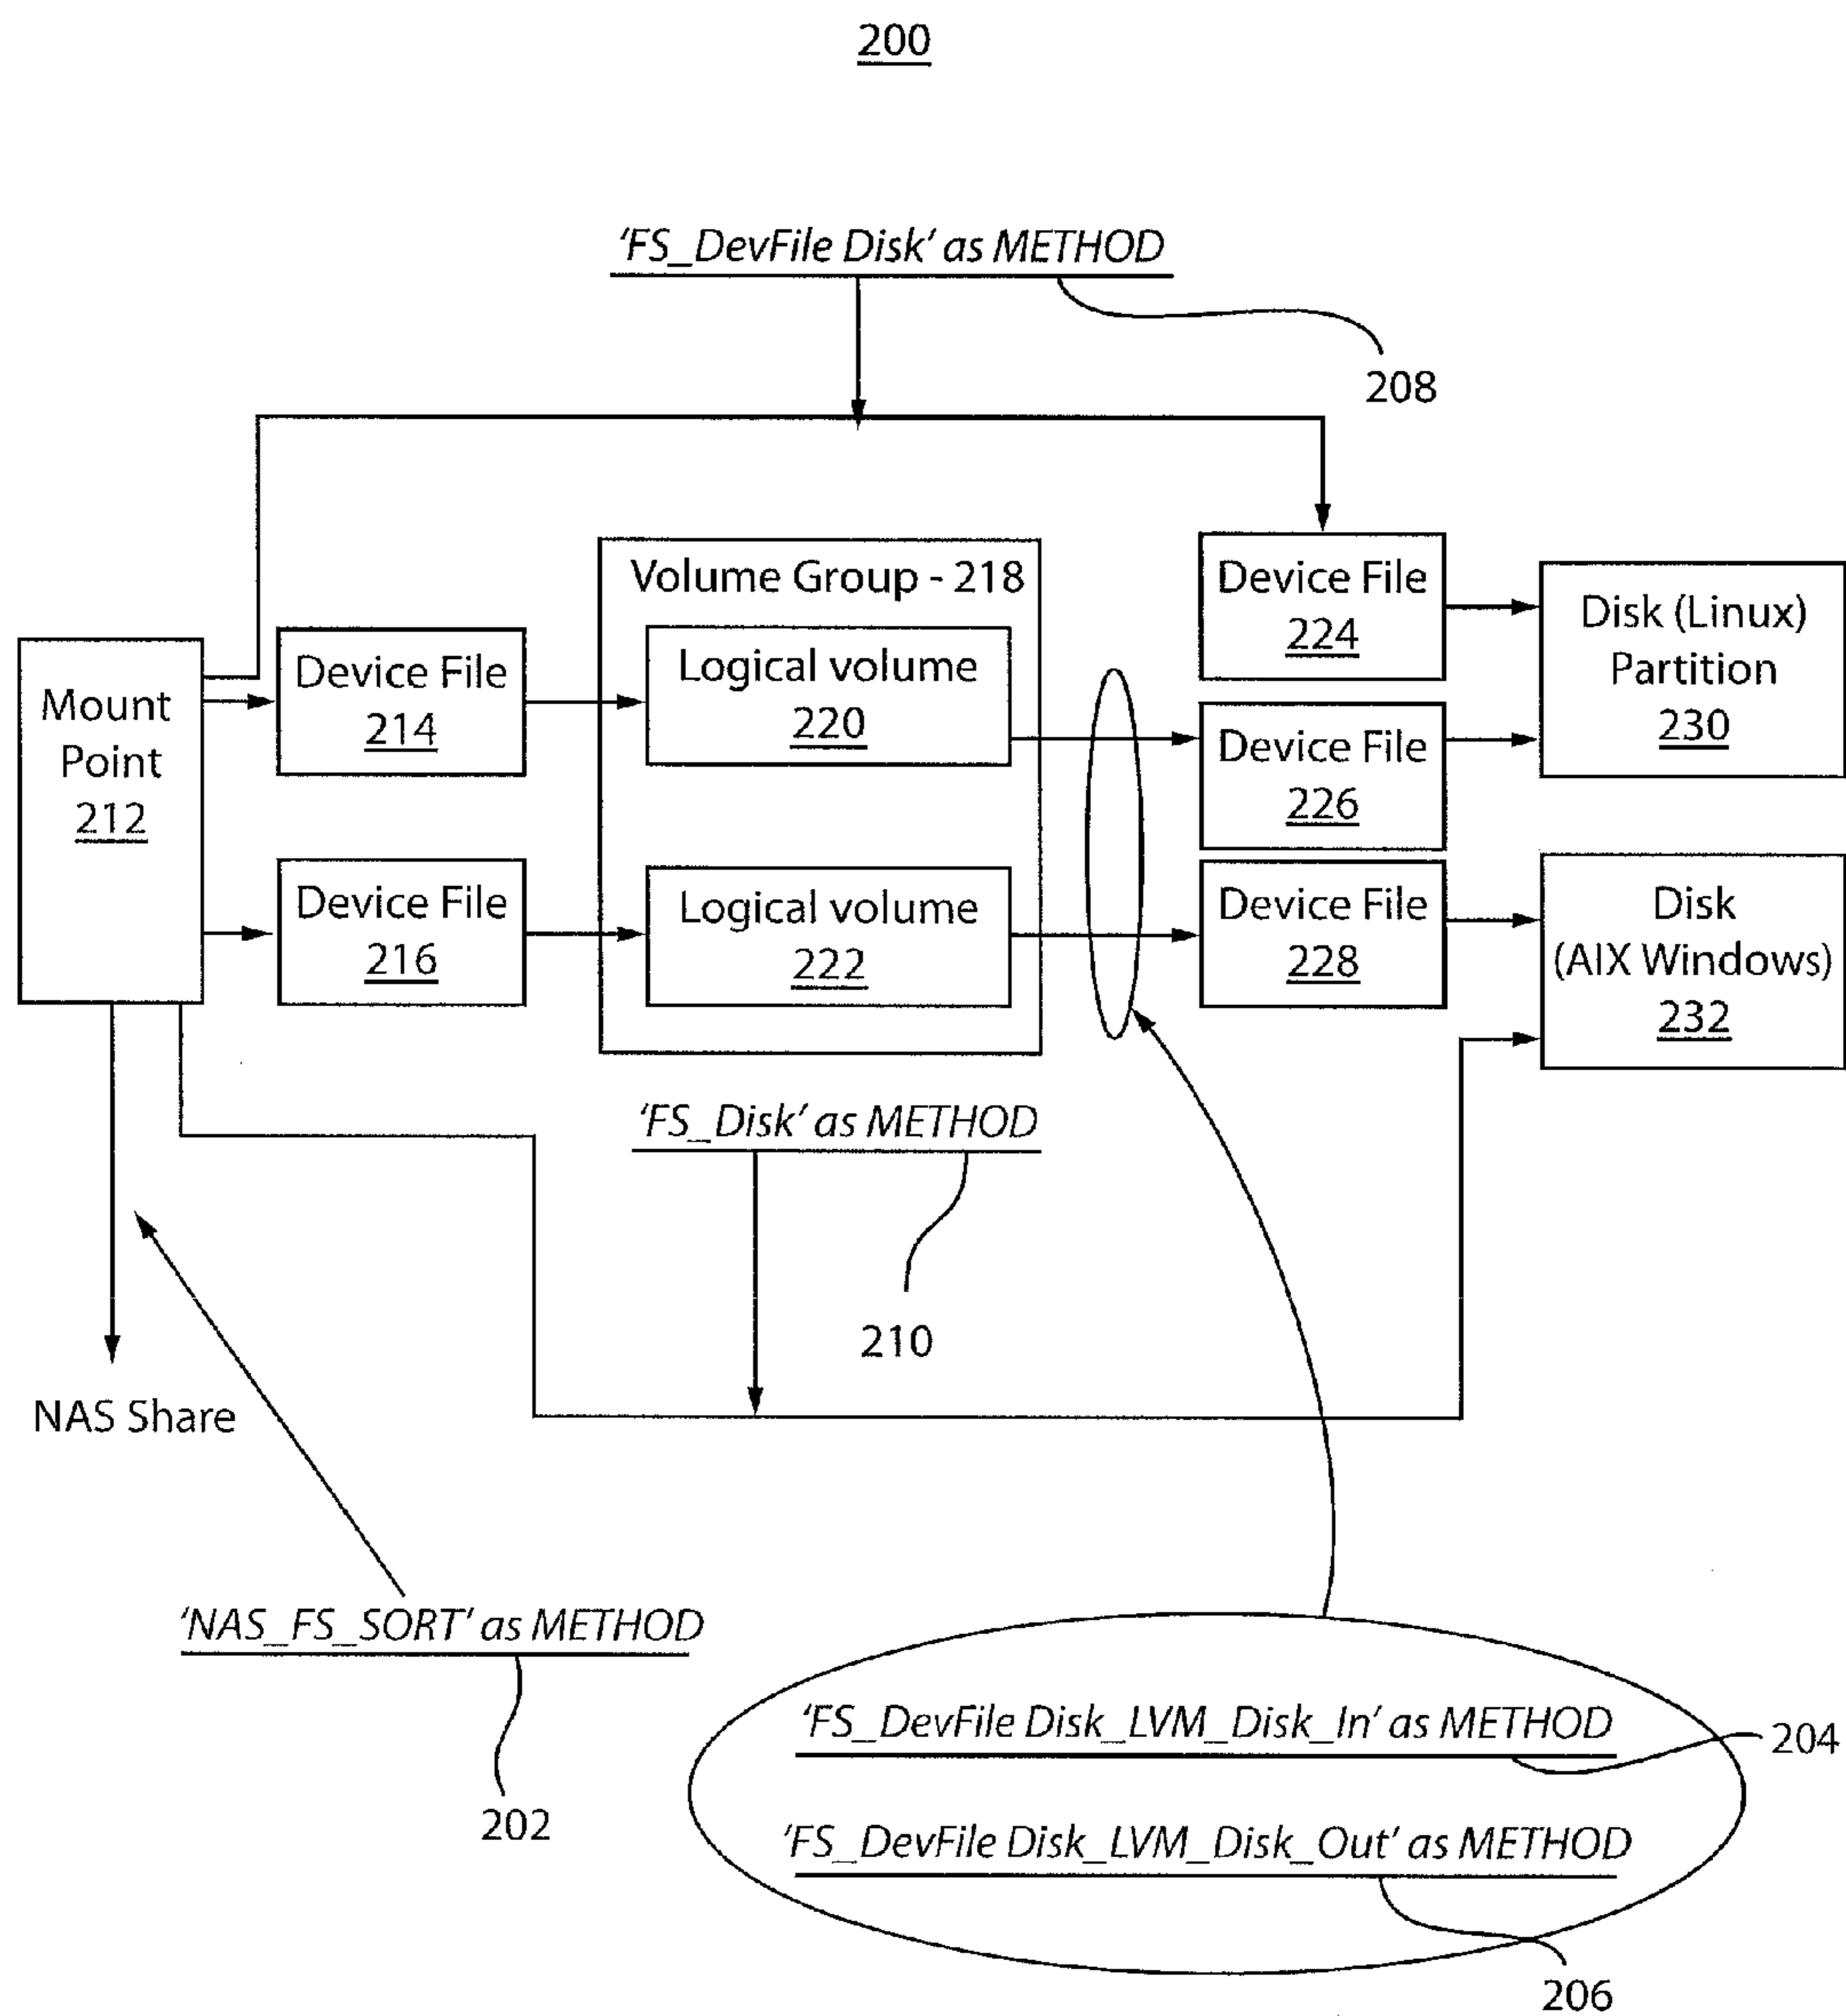 200
‘FS_DevFile Disk’ as METHOD
208
Mount
Point
212
Device File
214
Device File
216
Volume Group - 218
Logical volume
220
Logical volume
222
Device File
224
Device File
226
Device File
228
Disk (Linux)
Partition
230
Disk
(AIX Windows)
232
‘FS_Disk’ as METHOD
210
NAS Share
‘NAS_FS_SORT’ as METHOD
202
‘FS_DevFile Disk_LVM_Disk_In’ as METHOD
204
‘FS_DevFile Disk_LVM_Disk_Out’ as METHOD
206